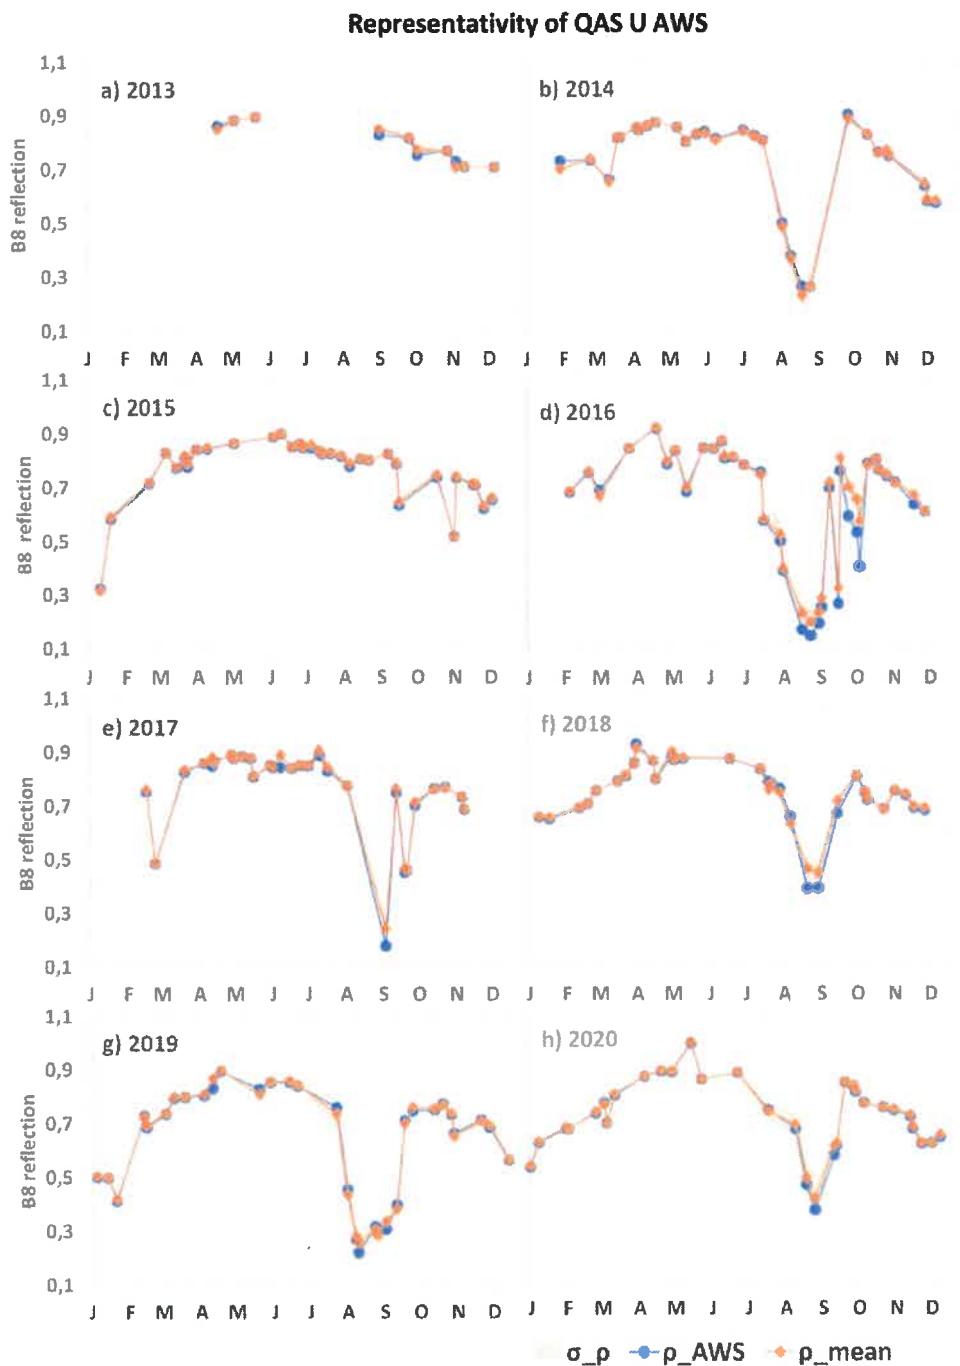 Representativity of QAS U AWS
a) 2013
b) 2014
B8 reflection
1,1
0,9
0,7
0,5
0,3
0,1
J F M A M J J A S O N D
J F M A M J J A S O N D
c) 2015
d) 2016
B8 reflection
1,1
0,9
0,7
0,5
0,3
0,1
J F M A M J J A S O N D
J F M A M J J A S O N D
e) 2017
f) 2018
B8 reflection
1,1
0,9
0,7
0,5
0,3
0,1
J F M A M J J A S O N D
J F M A M J J A S O N D
g) 2019
h) 2020
B8 reflection
1,1
0,9
0,7
0,5
0,3
0,1
J F M A M J J A S O N D
J F M A M J J A S O N D
σ_ρ ρ_AWS ρ_mean